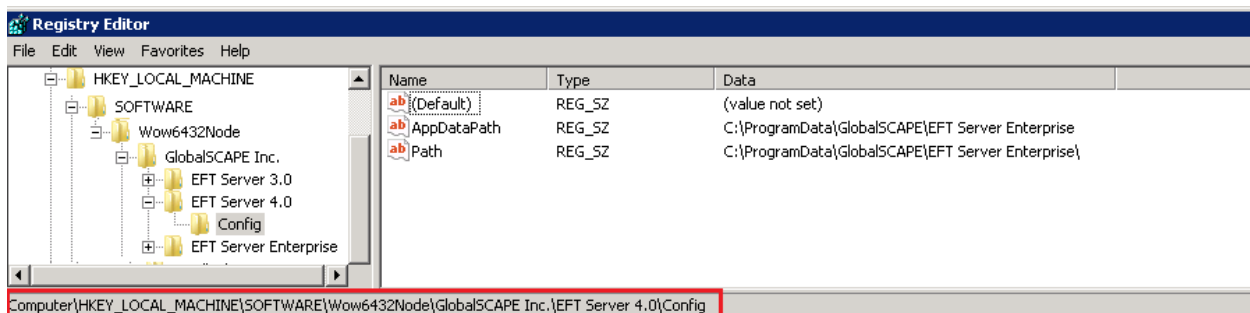 Registry Editor
File Edit View Favorites Help
HKEY_LOCAL_MACHINE
SOFTWARE
Wow6432Node
GlobalSCAPE Inc.
EFT Server 3.0
EFT Server 4.0
Config
EFT Server Enterprise
Name Type Data
ab (Default) REG_SZ (value not set)
ab AppDataPath REG_SZ C:\ProgramData\GlobalSCAPE\EFT Server Enterprise
ab Path REG_SZ C:\ProgramData\GlobalSCAPE\EFT Server Enterprise\
Computer\HKEY_LOCAL_MACHINE\SOFTWARE\Wow6432Node\GlobalSCAPE Inc.\EFT Server 4.0\Config